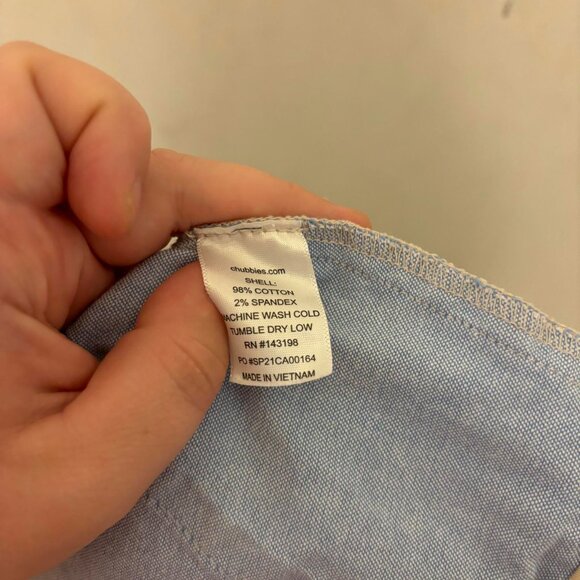 chubbies.com
SHELL:
98% COTTON
2% SPANDEX
ACHINE WASH COLD
TUMBLE DRY LOW
RN #143198
PO #SP21CA00164
MADE IN VIETNAM